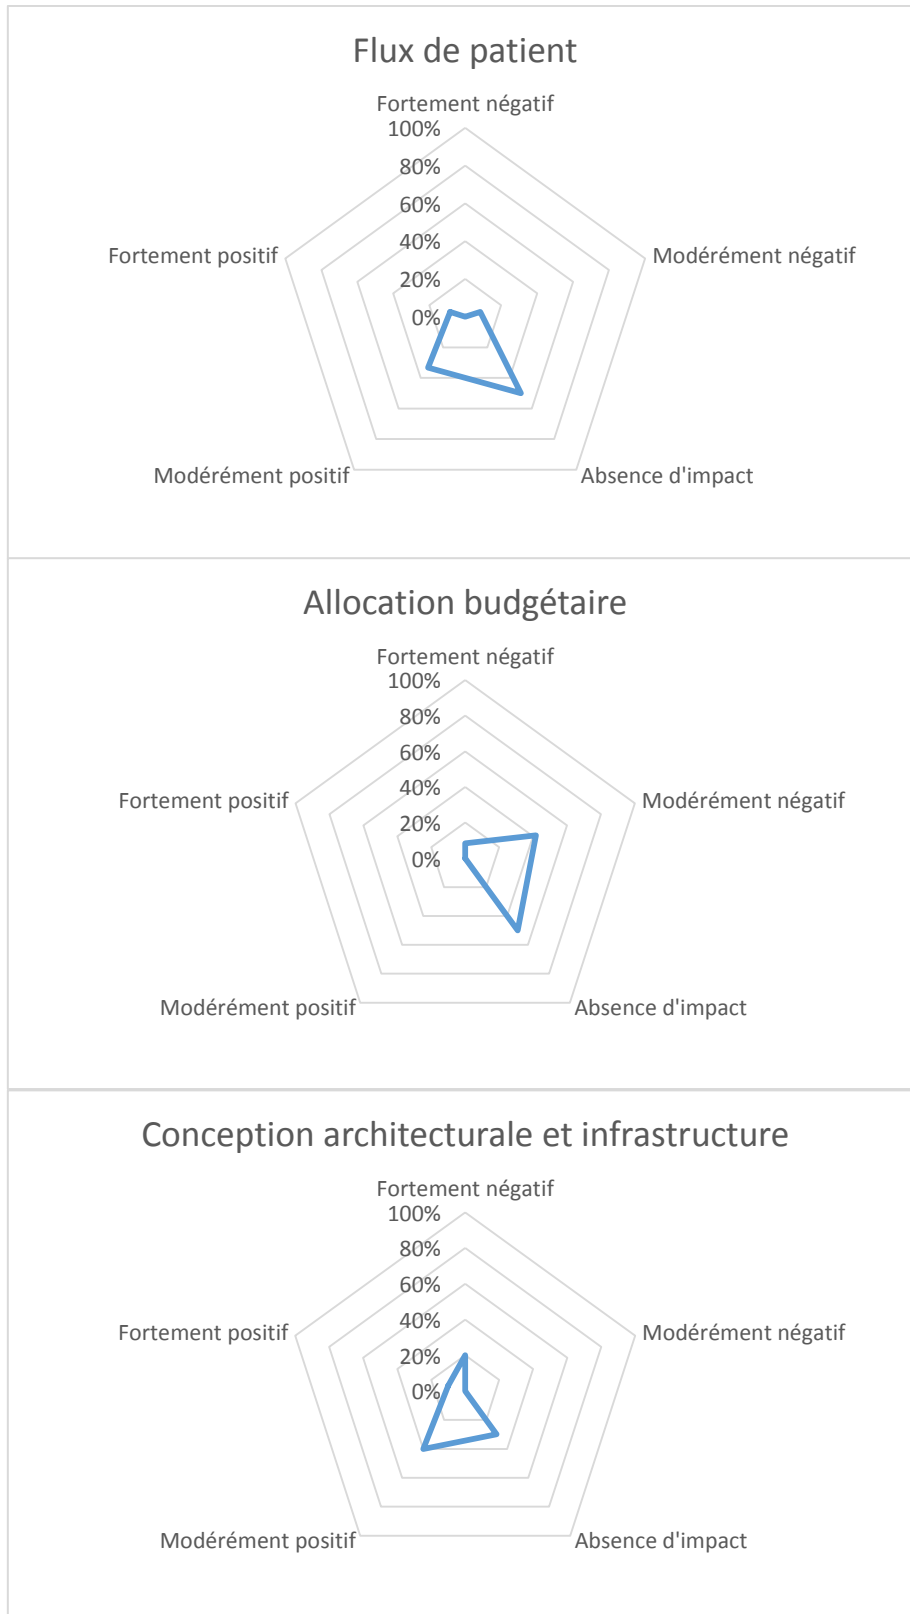 Flux de patient
Fortement négatif
100%
80%
60%
40%
20%
0%
Fortement positif
Modérément négatif
Modérément positif
Absence d'impact
Allocation budgétaire
Fortement négatif
100%
80%
60%
40%
20%
0%
Fortement positif
Modérément négatif
Modérément positif
Absence d'impact
Conception architecturale et infrastructure
Fortement négatif
100%
80%
60%
40%
20%
0%
Fortement positif
Modérément négatif
Modérément positif
Absence d'impact